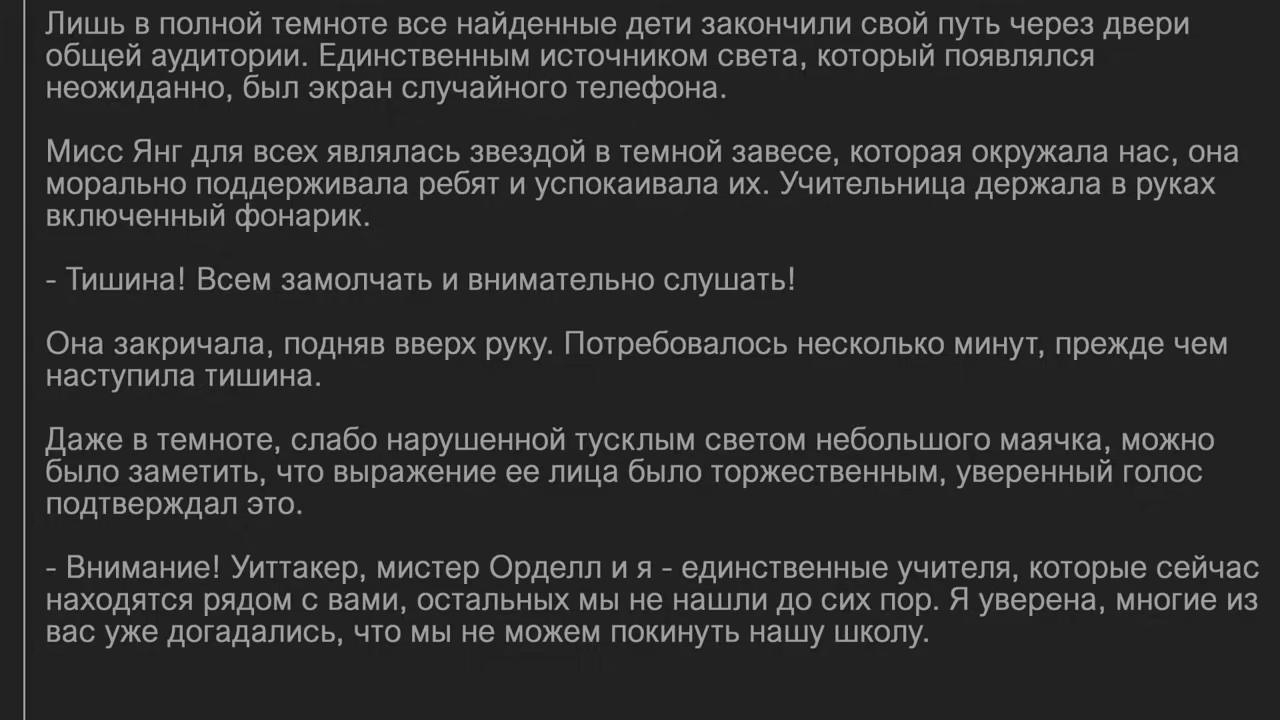 Лишь в полной темноте все найденные дети закончили свой путь через двери
общей аудитории. Единственным источником света, который появлялся
неожиданно, был экран случайного телефона.
Мисс Янг для всех являлась звездой в темной завесе, которая окружала нас, она
морально поддерживала ребят и успокаивала их. Учительница держала в руках
включенный фонарик.
- Тишина! Всем замолчать и внимательно слушать!
Она закричала, подняв вверх руку. Потребовалось несколько минут, прежде чем
наступила тишина.
Даже в темноте, слабо нарушенной тусклым светом небольшого маячка, можно
было заметить, что выражение ее лица было торжественным, уверенный голос
подтверждал это.
- Внимание! Уиттакер, мистер Орделл и я - единственные учителя, которые сейчас
находятся рядом с вами, остальных мы не нашли до сих пор. Я уверена, многие из
вас уже догадались, что мы не можем покинуть нашу школу.